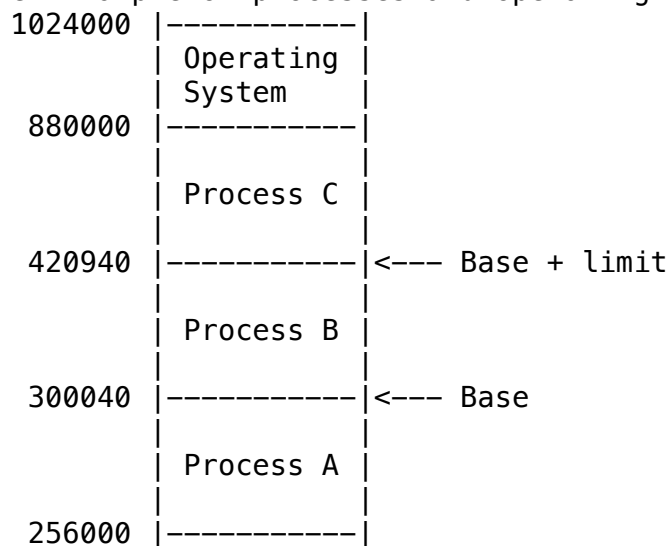 1024000 |-----------|
| Operating |
| System |
880000 |-----------|
| |
| Process C |
| |
420940 |-----------|<--- Base + limit
| |
| Process B |
| |
300040 |-----------|<--- Base
| |
| Process A |
| |
256000 |-----------|